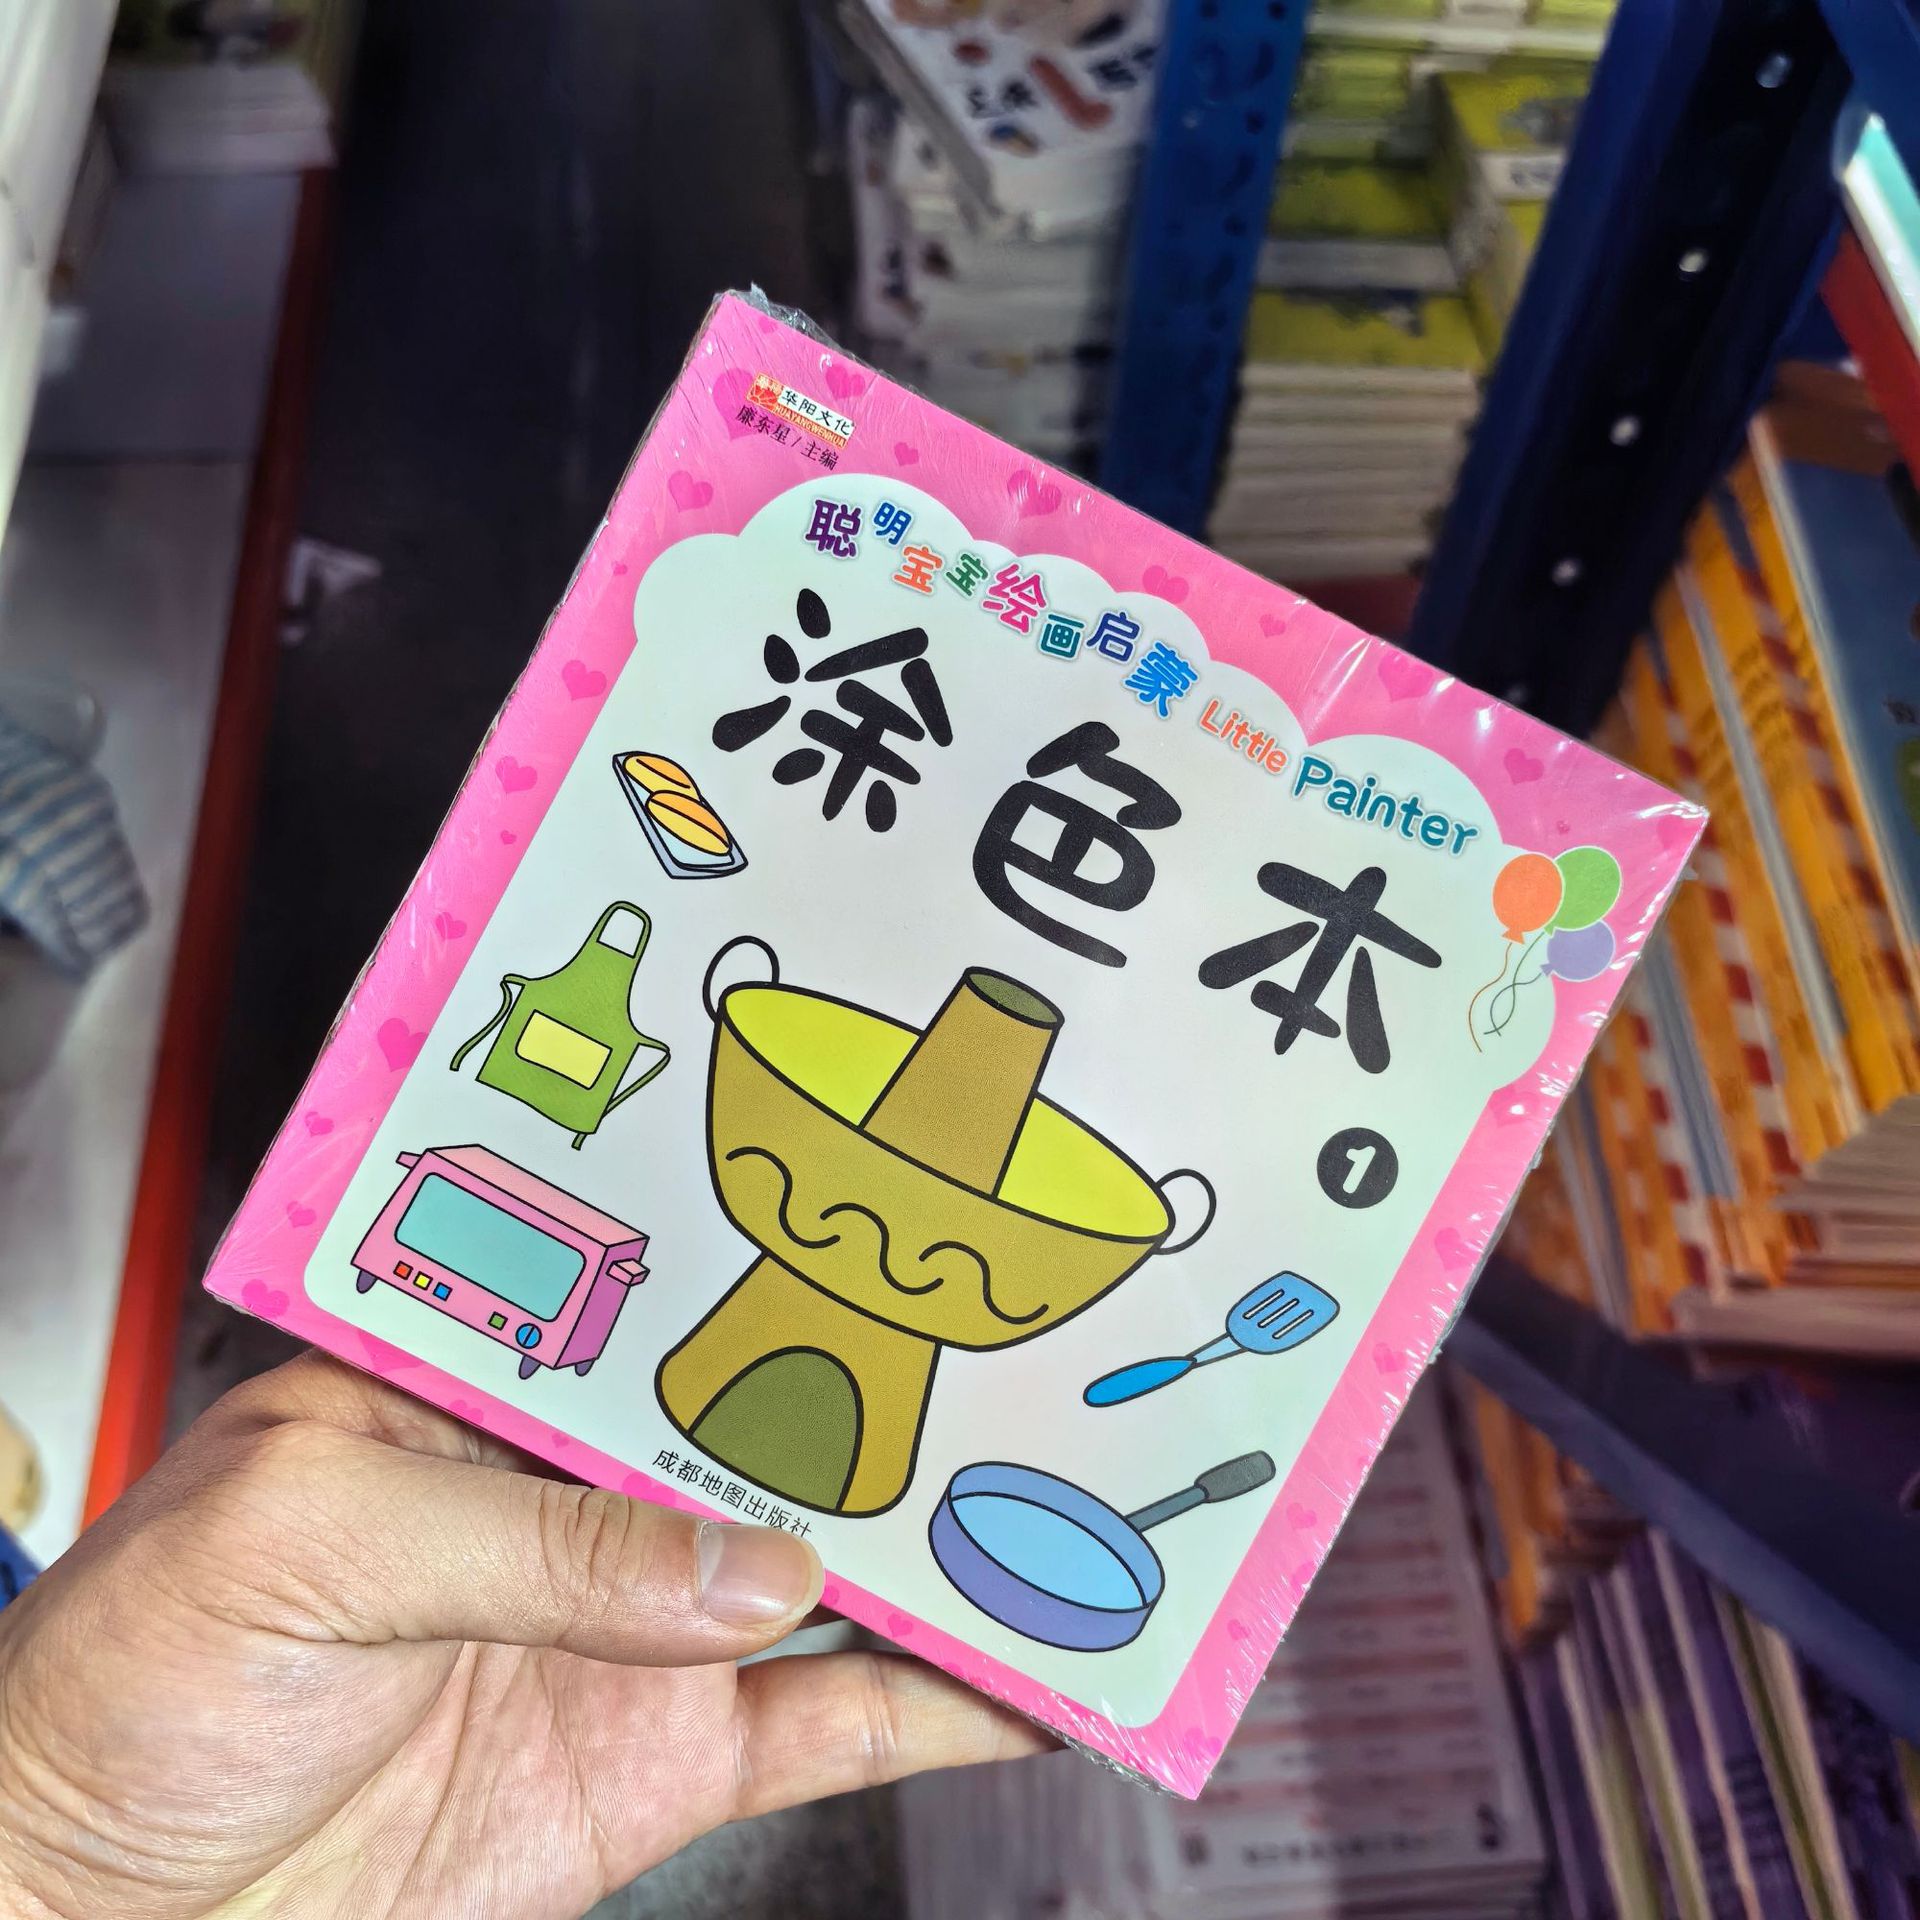 华阳文化
HUAYANGWENHUA
廉东星/主编
聪明宝宝绘画启蒙 Little Painter
涂色本
1
成都地图出版社